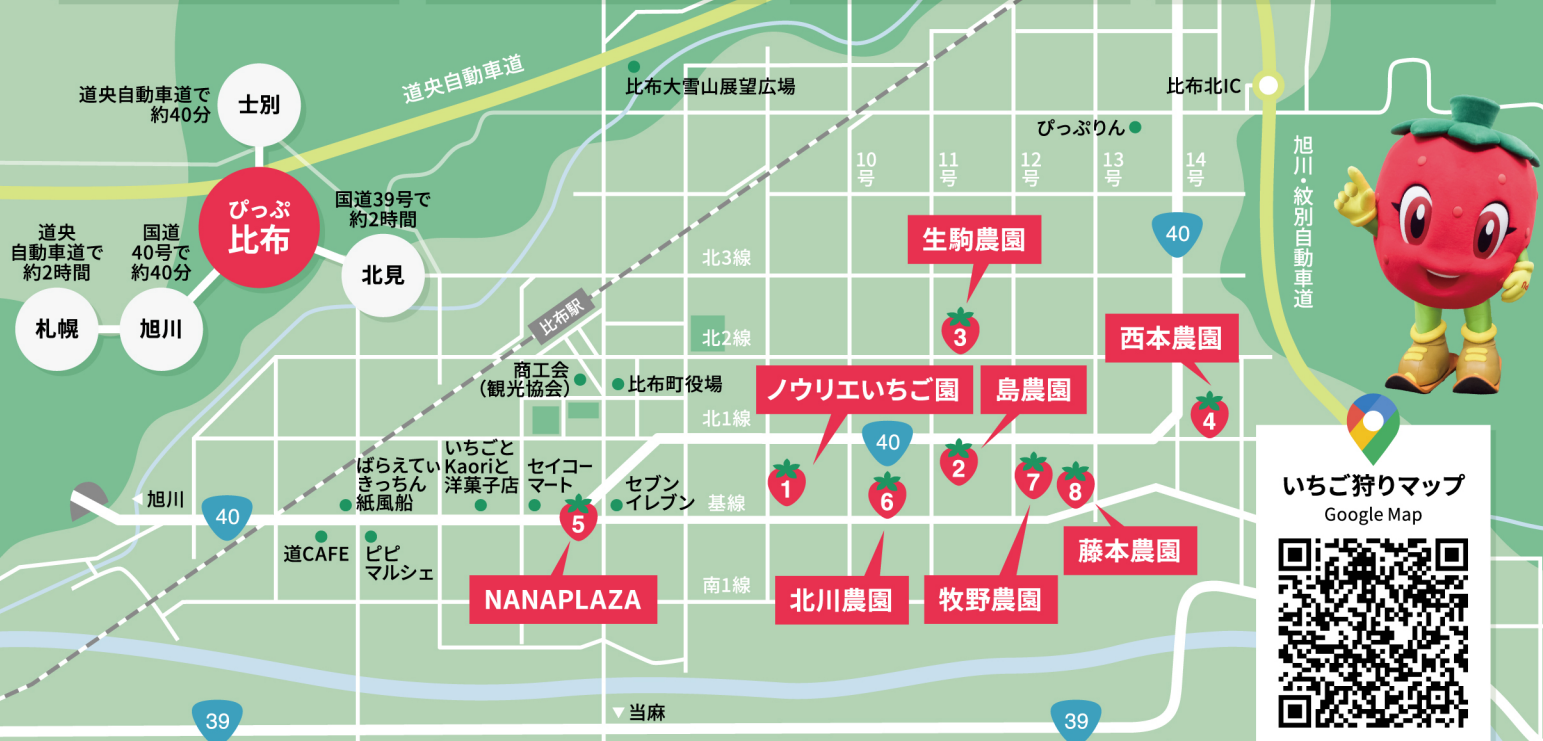 道央自動車道で
約40分
士別
ぴっぷ
比布
国道39号で
約2時間
北見
道央
自動車道で
約2時間
国道
40号で
約40分
札幌
旭川
道央自動車道
比布大雪山展望広場
比布北IC
ぴっぷりん
旭川・紋別自動車道
10
号
11
号
12
号
13
号
14
号
40
生駒農園
北3線
3
比布駅
西本農園
北2線
商工会
(観光協会)
比布町役場
ノウリエいちご園
島農園
4
北1線
40
2
いちごと
Kaoriと
洋菓子店
ばらえてぃ
きっちん
紙風船
セイコー
マート
セブン
イレブン
1
6
7
8
基線
旭川
40
5
道CAFE
ピピ
マルシェ
藤本農園
NANAPLAZA
南1線
北川農園
牧野農園
39
当麻
39
いちご狩りマップ
Google Map